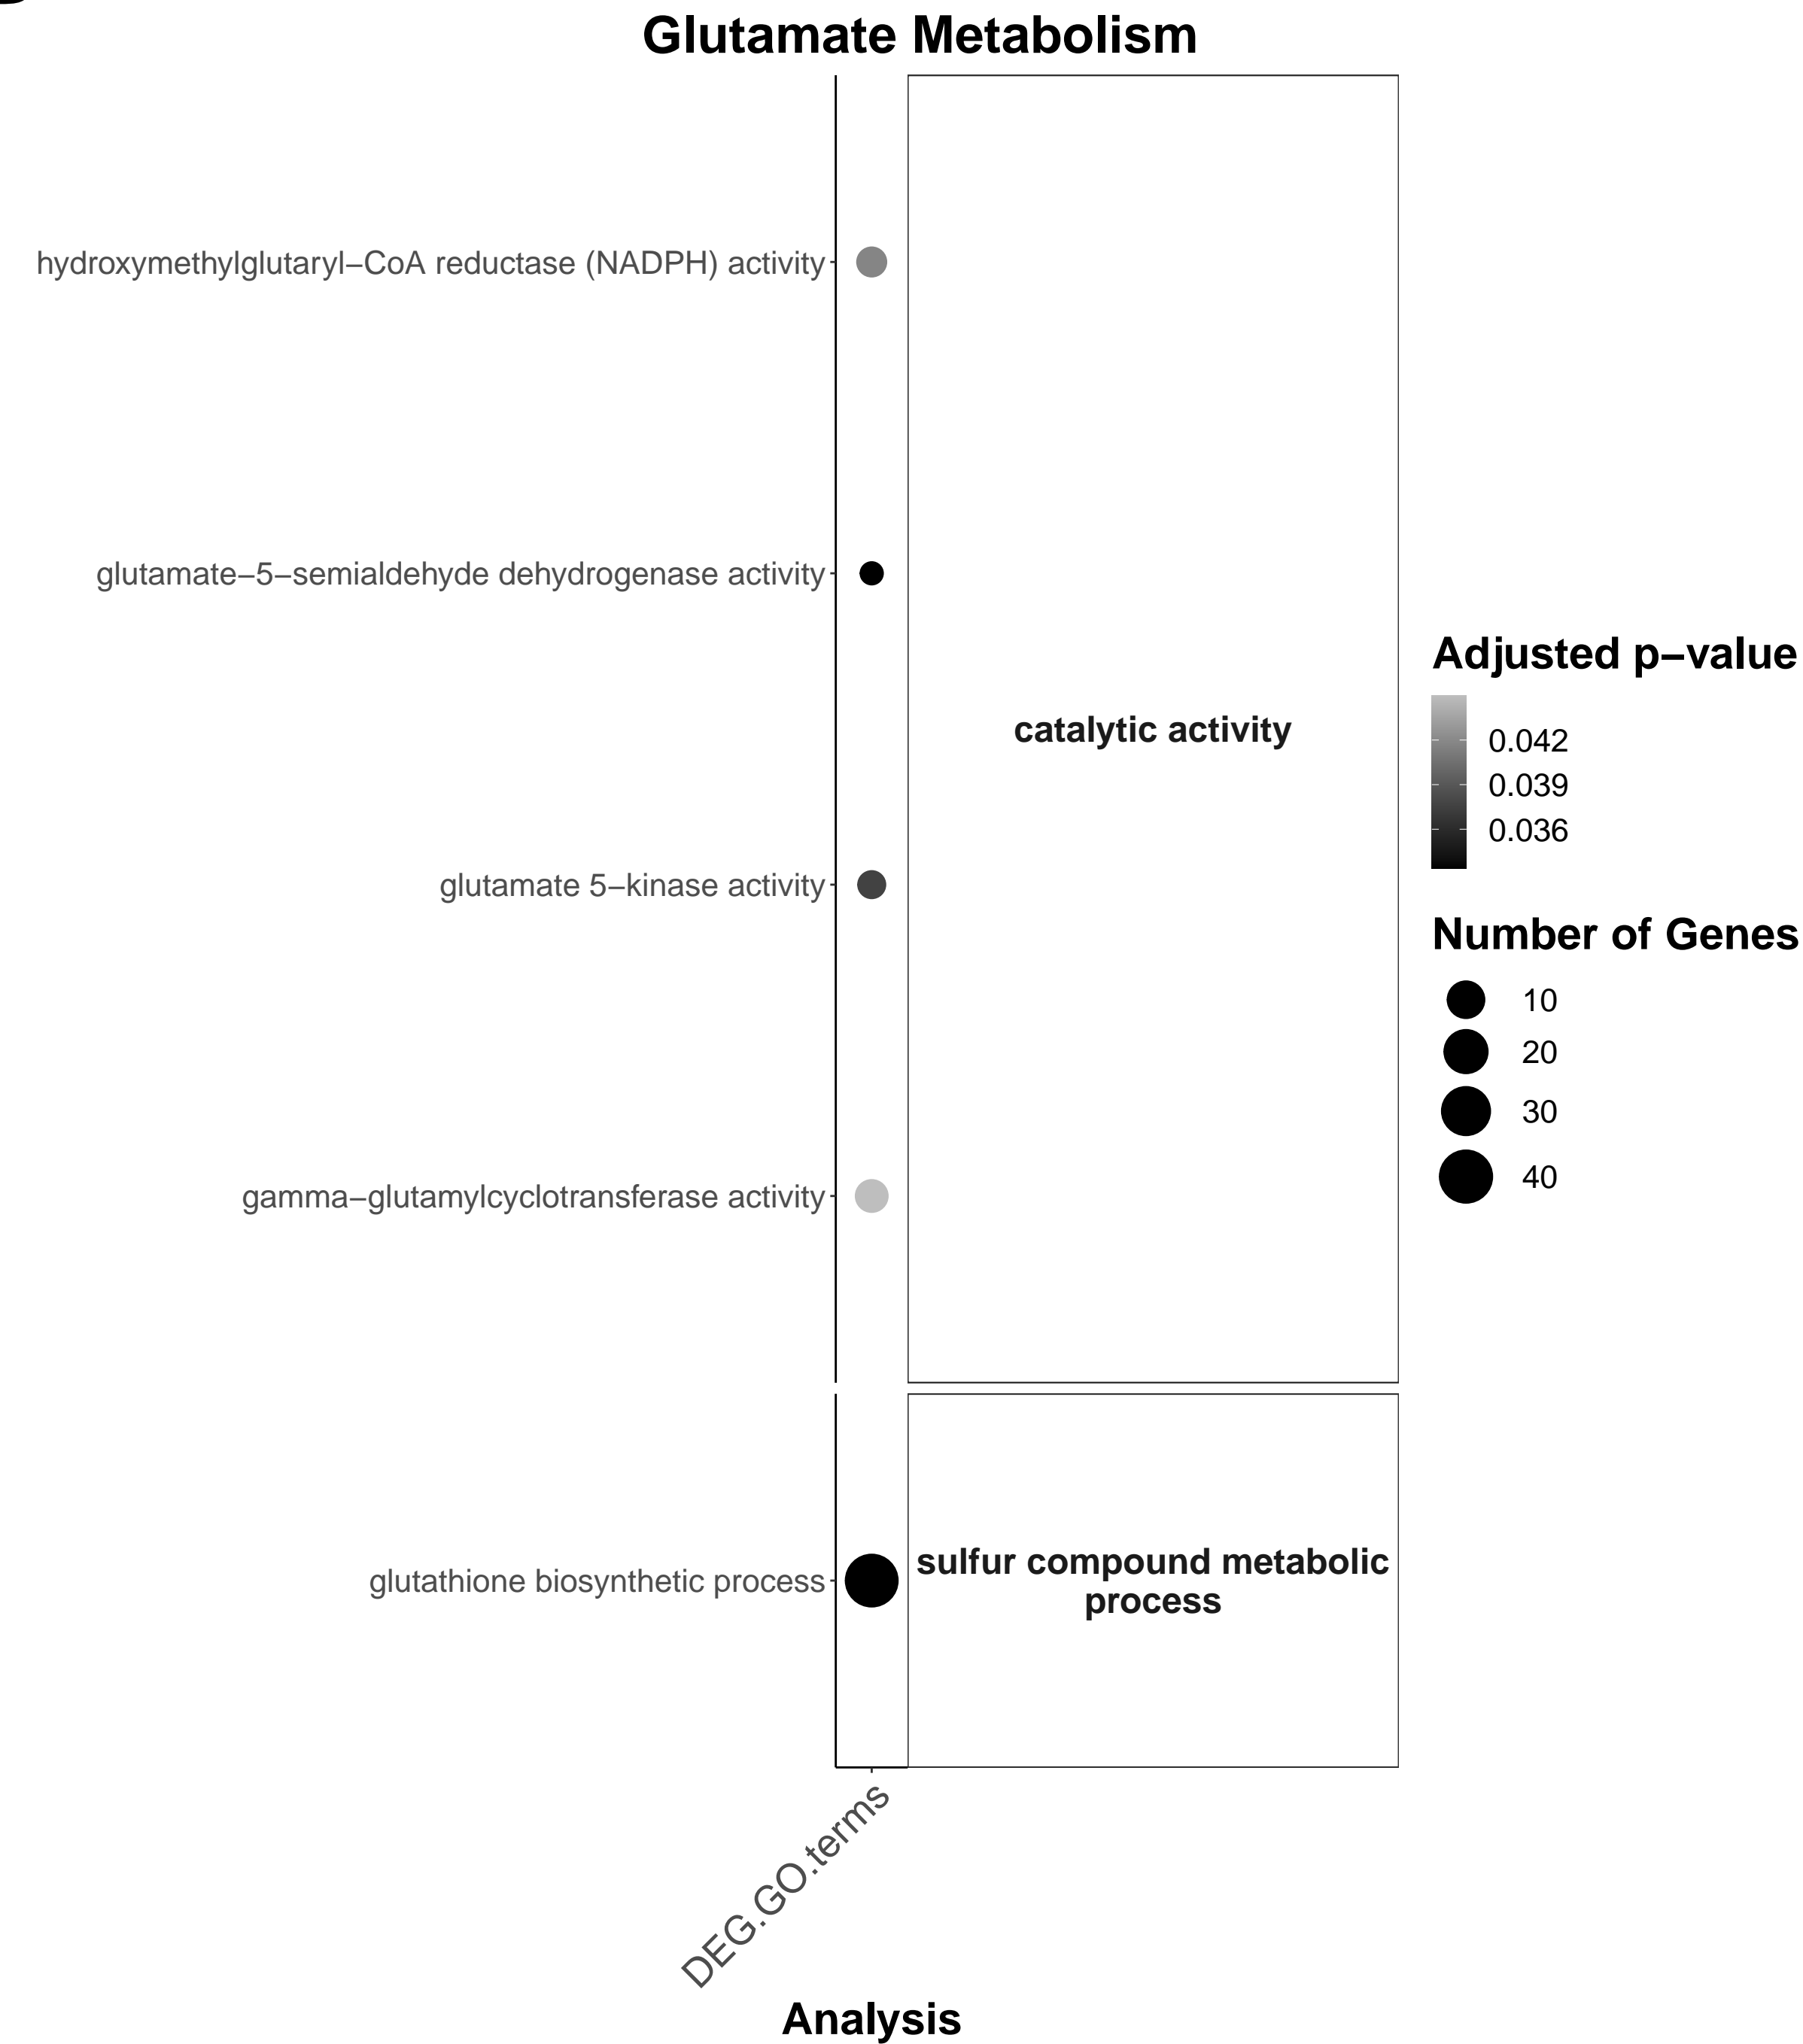 Glutamate Metabolism
hydroxymethylglutaryl–CoA reductase (NADPH) activity
glutamate–5–semialdehyde dehydrogenase activity
glutamate 5–kinase activity
gamma–glutamylcyclotransferase activity
glutathione biosynthetic process
catalytic activity
sulfur compound metabolic
process
DEG.GO.terms
Analysis
Adjusted p–value
0.042
0.039
0.036
Number of Genes
10
20
30
40